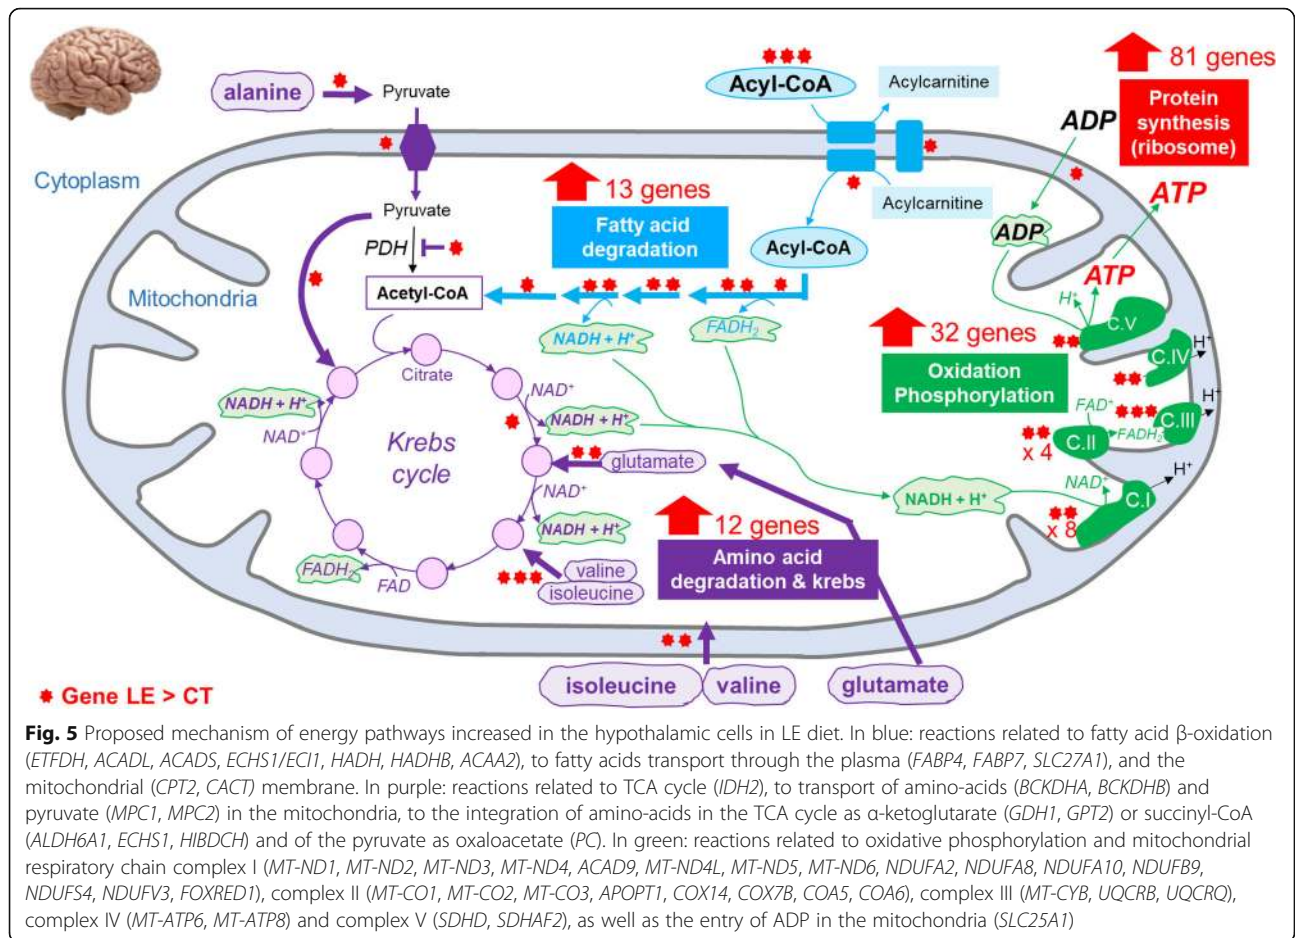 81 genes
Protein
synthesis
(ribosome)
alanine
Pyruvate
Acyl-CoA
Acylcarnitine
ADP
Cytoplasm
13 genes
Fatty acid
degradation
Acylcarnitine
ATP
Pyruvate
PDH
Acyl-CoA
ADP
Mitochondria
Acetyl-CoA
ATP
H⁺
C.V
32 genes
Oxidation
Phosphorylation
NADH + H⁺
FADH₂
C.IV
H⁺
Citrate
NAD⁺
NADH + H⁺
NAD⁺
NADH + H⁺
Krebs
cycle
glutamate
FAD⁺
C.III
H⁺
C.II
FADH₂
x 4
NAD⁺
NADH + H⁺
12 genes
Amino acid
degradation & krebs
NADH + H⁺
NAD⁺
C.I
H⁺
x 8
FADH₂
FAD
valine
isoleucine
isoleucine
valine
glutamate
Gene LE > CT
Fig. 5 Proposed mechanism of energy pathways increased in the hypothalamic cells in LE diet. In blue: reactions related to fatty acid β-oxidation
(ETFDH, ACADL, ACADS, ECHS1/ECI1, HADH, HADHB, ACAA2), to fatty acids transport through the plasma (FABP4, FABP7, SLC27A1), and the
mitochondrial (CPT2, CACT) membrane. In purple: reactions related to TCA cycle (IDH2), to transport of amino-acids (BCKDHA, BCKDHB) and
pyruvate (MPC1, MPC2) in the mitochondria, to the integration of amino-acids in the TCA cycle as α-ketoglutarate (GDH1, GPT2) or succinyl-CoA
(ALDH6A1, ECHS1, HIBDCH) and of the pyruvate as oxaloacetate (PC). In green: reactions related to oxidative phosphorylation and mitochondrial
respiratory chain complex I (MT-ND1, MT-ND2, MT-ND3, MT-ND4, ACAD9, MT-ND4L, MT-ND5, MT-ND6, NDUFA2, NDUFA8, NDUFA10, NDUFB9,
NDUFS4, NDUFV3, FOXRED1), complex II (MT-CO1, MT-CO2, MT-CO3, APOPT1, COX14, COX7B, COA5, COA6), complex III (MT-CYB, UQCRB, UQCRQ),
complex IV (MT-ATP6, MT-ATP8) and complex V (SDHD, SDHAF2), as well as the entry of ADP in the mitochondria (SLC25A1)